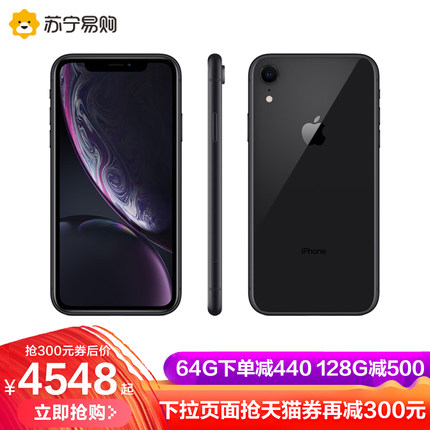 苏宁易购
iPhone
抢300元券后价
¥4548起
立即抢购>
64G下单减440 128G减500
下拉页面抢天猫券再减300元